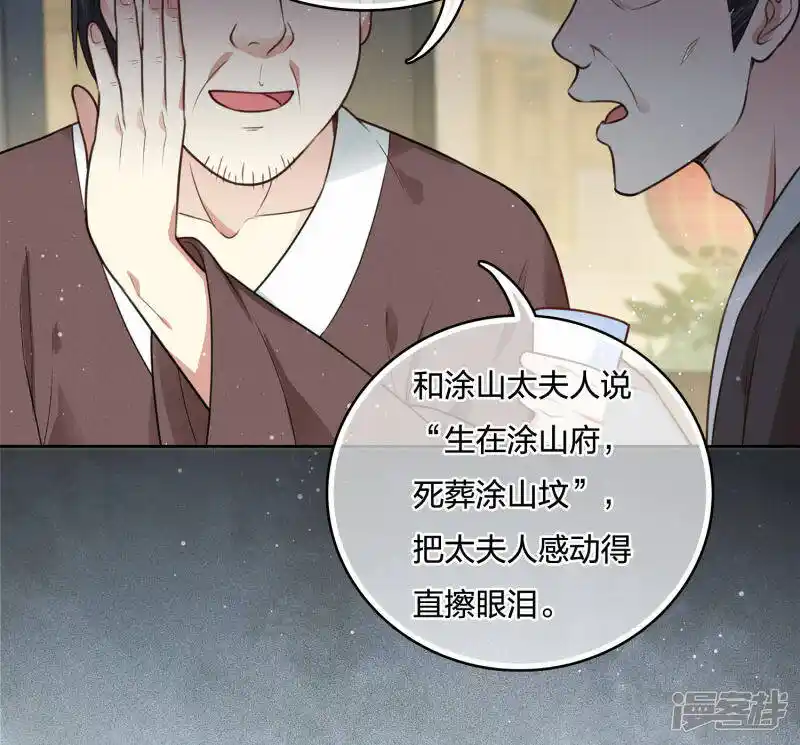 和涂山太夫人说
“生在涂山府，
死葬涂山坟”，
把太夫人感动得
直擦眼泪。
漫客栈